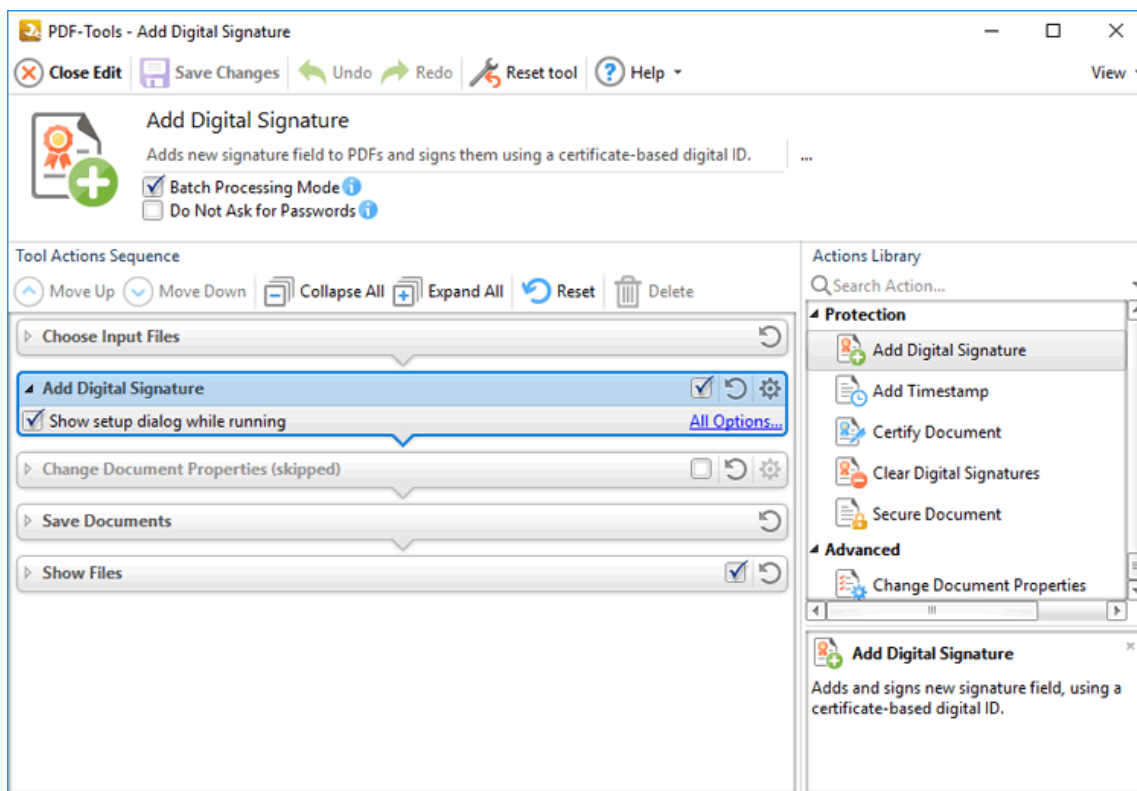 PDF-Tools - Add Digital Signature
Close Edit Save Changes Undo Redo Reset tool Help View
Add Digital Signature
Adds new signature field to PDFs and signs them using a certificate-based digital ID. ...
Batch Processing Mode
Do Not Ask for Passwords
Tool Actions Sequence
Move Up Move Down Collapse All Expand All Reset Delete
Choose Input Files
Add Digital Signature
Show setup dialog while running All Options...
Change Document Properties (skipped)
Save Documents
Show Files
Actions Library
Search Action...
Protection
Add Digital Signature
Add Timestamp
Certify Document
Clear Digital Signatures
Secure Document
Advanced
Change Document Properties
Add Digital Signature
Adds and signs new signature field, using a
certificate-based digital ID.